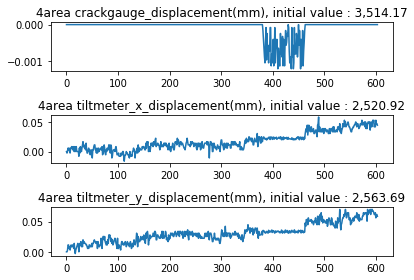 4area crackgauge_displacement(mm), initial value : 3,514.17
0.000
−0.001
0 100 200 300 400 500 600
4area tiltmeter_x_displacement(mm), initial value : 2,520.92
0.05
0.00
0 100 200 300 400 500 600
4area tiltmeter_y_displacement(mm), initial value : 2,563.69
0.05
0.00
0 100 200 300 400 500 600